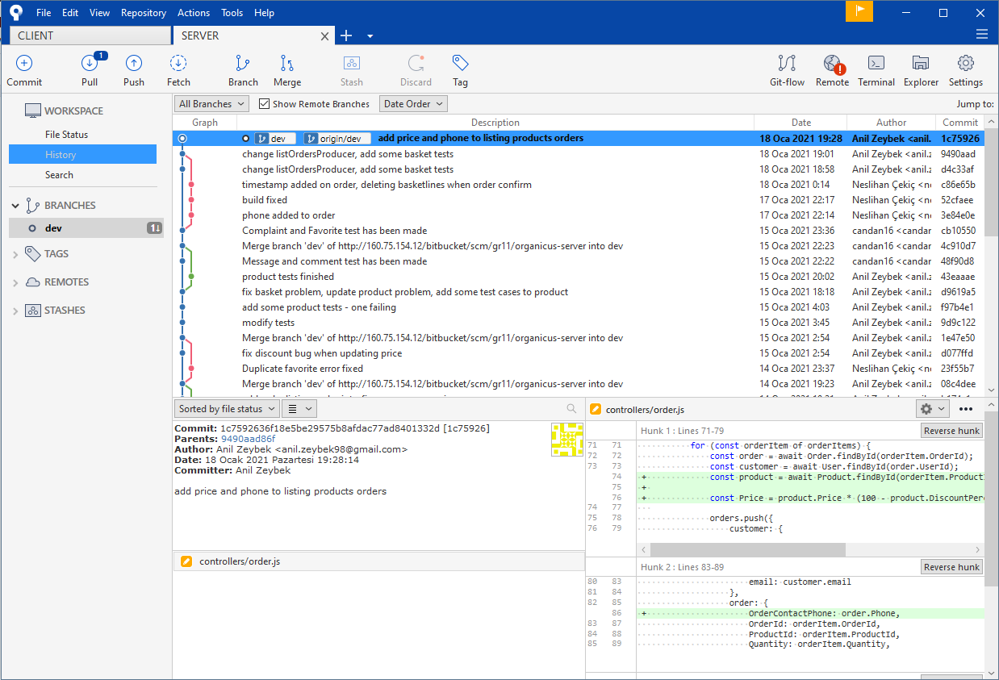 File Edit View Repository Actions Tools Help
CLIENT SERVER
Commit Pull 1 Push Fetch Branch Merge Stash Discard Tag Git-flow Remote Terminal Explorer Settings
WORKSPACE
File Status
History
Search
BRANCHES
dev 1↓
TAGS
REMOTES
STASHES
All Branches Show Remote Branches Date Order Jump to:
Graph Description Date Author Commit
dev origin/dev add price and phone to listing products orders 18 Oca 2021 19:28 Anil Zeybek <anil. 1c75926
change listOrdersProducer, add some basket tests 18 Oca 2021 19:01 Anil Zeybek <anil.z 9490aad
change listOrdersProducer, add some basket tests 18 Oca 2021 18:58 Anil Zeybek <anil.z d4c33af
timestamp added on order, deleting basketlines when order confirm 18 Oca 2021 0:14 Neslihan Çekiç <ne c86e65b
build fixed 17 Oca 2021 22:17 Neslihan Çekiç <ne 52cfaee
phone added to order 17 Oca 2021 22:14 Neslihan Çekiç <ne 3e84e0e
Complaint and Favorite test has been made 15 Oca 2021 23:36 candan16 <candar cb10550
Merge branch 'dev' of http://160.75.154.12/bitbucket/scm/gr11/organicus-server into dev 15 Oca 2021 22:23 candan16 <candar 4c910d7
Message and comment test has been made 15 Oca 2021 22:22 candan16 <candar 48f90d8
product tests finished 15 Oca 2021 20:02 Anil Zeybek <anil.z 43eaaae
fix basket problem, update product problem, add some test cases to product 15 Oca 2021 18:18 Anil Zeybek <anil.z d9619a5
add some product tests - one failing 15 Oca 2021 4:03 Anil Zeybek <anil.z f97b4e1
modify tests 15 Oca 2021 3:45 Anil Zeybek <anil.z 9d9c122
Merge branch 'dev' of http://160.75.154.12/bitbucket/scm/gr11/organicus-server into dev 15 Oca 2021 2:54 Anil Zeybek <anil.z 1e47e50
fix discount bug when updating price 15 Oca 2021 2:54 Anil Zeybek <anil.z d077ffd
Duplicate favorite error fixed 14 Oca 2021 23:37 Neslihan Çekiç <ne 23f55b7
Merge branch 'dev' of http://160.75.154.12/bitbucket/scm/gr11/organicus-server into dev 14 Oca 2021 19:23 Anil Zeybek <anil.z 08c4dee
Sorted by file status
Commit: 1c7592636f18e5be29575b8afdac77ad8401332d [1c75926]
Parents: 9490aad86f
Author: Anil Zeybek <anil.zeybek98@gmail.com>
Date: 18 Ocak 2021 Pazartesi 19:28:14
Committer: Anil Zeybek
add price and phone to listing products orders
controllers/order.js
controllers/order.js
Hunk 1 : Lines 71-79 Reverse hunk
71 71 for (const orderItem of orderItems) {
72 72 const order = await Order.findById(orderItem.OrderId);
73 73 const customer = await User.findById(order.UserId);
74 + const product = await Product.findById(orderItem.ProductI
75 +
76 + const Price = product.Price * (100 - product.DiscountPerc
74 77
75 78 orders.push({
76 79 customer: {
Hunk 2 : Lines 83-89 Reverse hunk
80 83 email: customer.email
81 84 },
82 85 order: {
86 + OrderContactPhone: order.Phone,
83 87 OrderId: orderItem.OrderId,
84 88 ProductId: orderItem.ProductId,
85 89 Quantity: orderItem.Quantity,